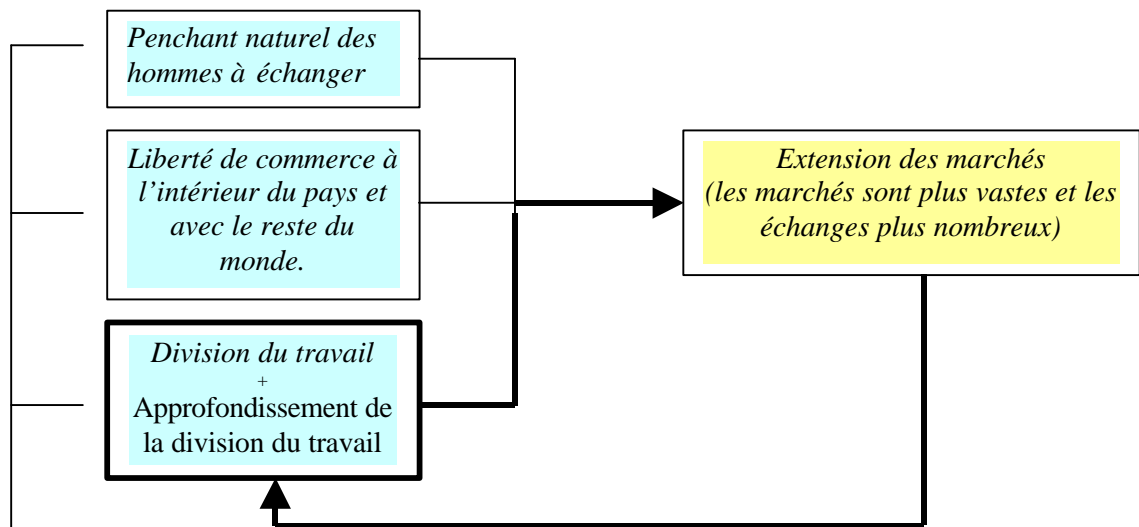 Penchant naturel des
hommes à échanger
Liberté de commerce à
l’intérieur du pays et
avec le reste du
monde.
Division du travail
+
Approfondissement de
la division du travail
Extension des marchés
(les marchés sont plus vastes et les
échanges plus nombreux)